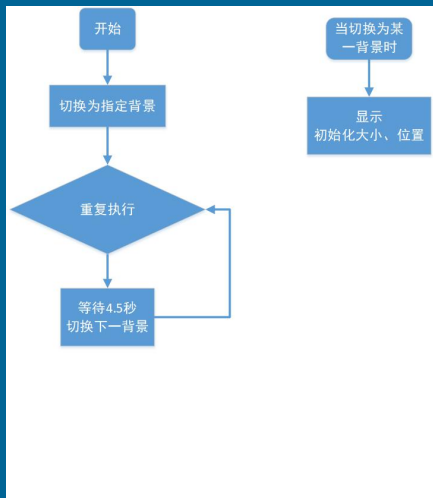 开始
切换为指定背景
重复执行
等待4.5秒
切换下一背景
当切换为某
一背景时
显示
初始化大小、位置